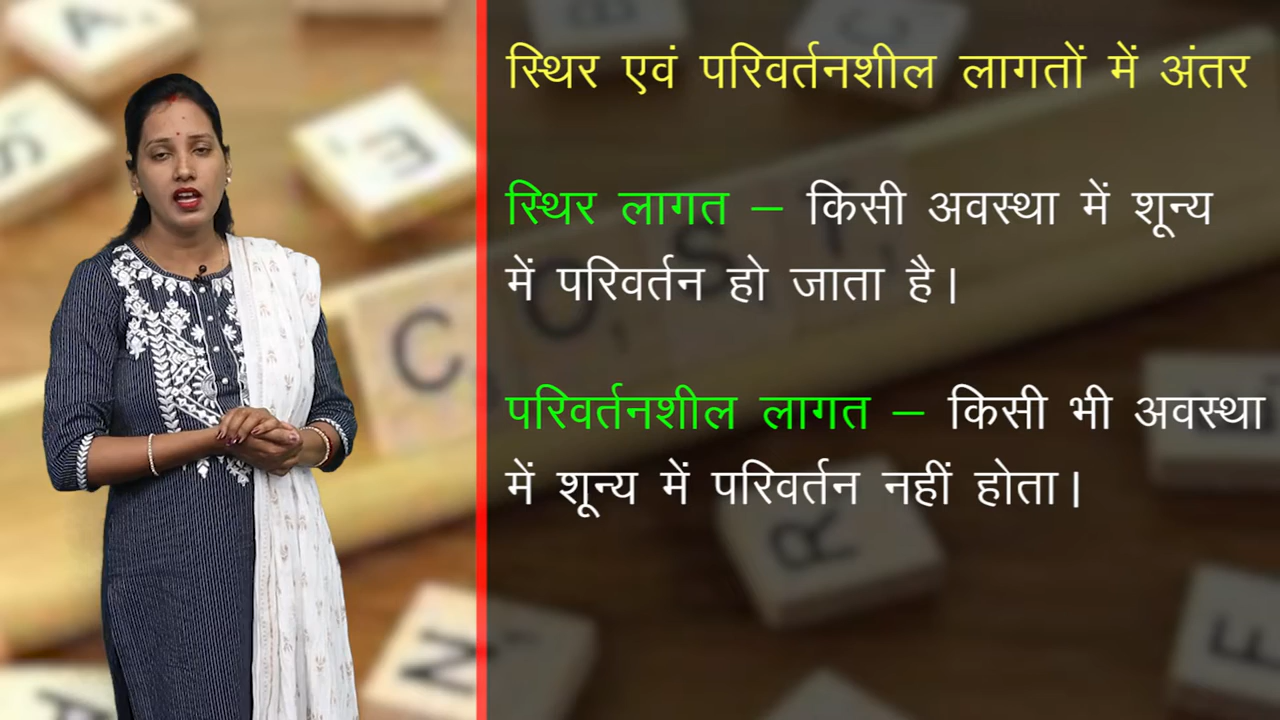 स्थिर एवं परिवर्तनशील लागतों में अंतर
स्थिर लागत – किसी अवस्था में शून्य
में परिवर्तन हो जाता है।
परिवर्तनशील लागत – किसी भी अवस्था
में शून्य में परिवर्तन नहीं होता।
C O S T
A
S
E
N
R